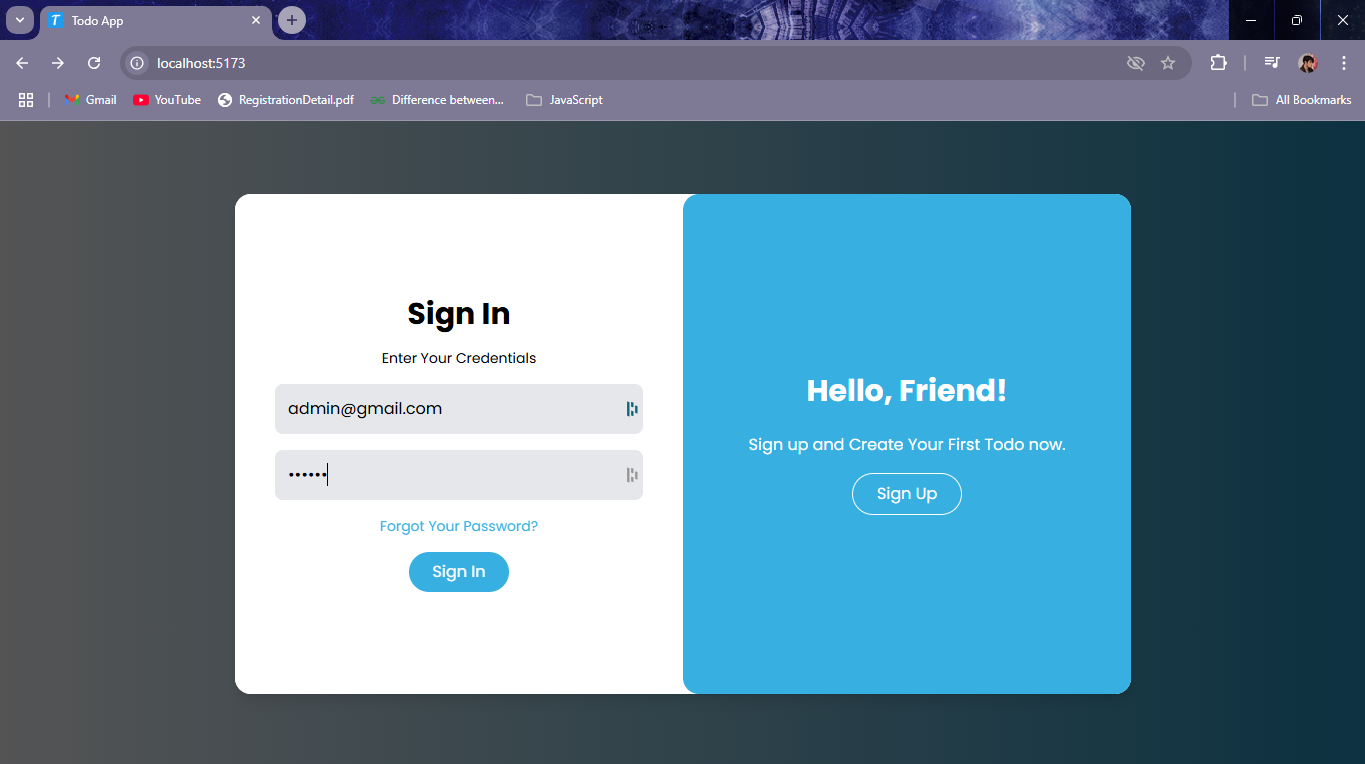 Todo App
localhost:5173
Gmail
YouTube
RegistrationDetail.pdf
Difference between...
JavaScript
All Bookmarks
Sign In
Enter Your Credentials
admin@gmail.com
••••••
Forgot Your Password?
Sign In
Hello, Friend!
Sign up and Create Your First Todo now.
Sign Up